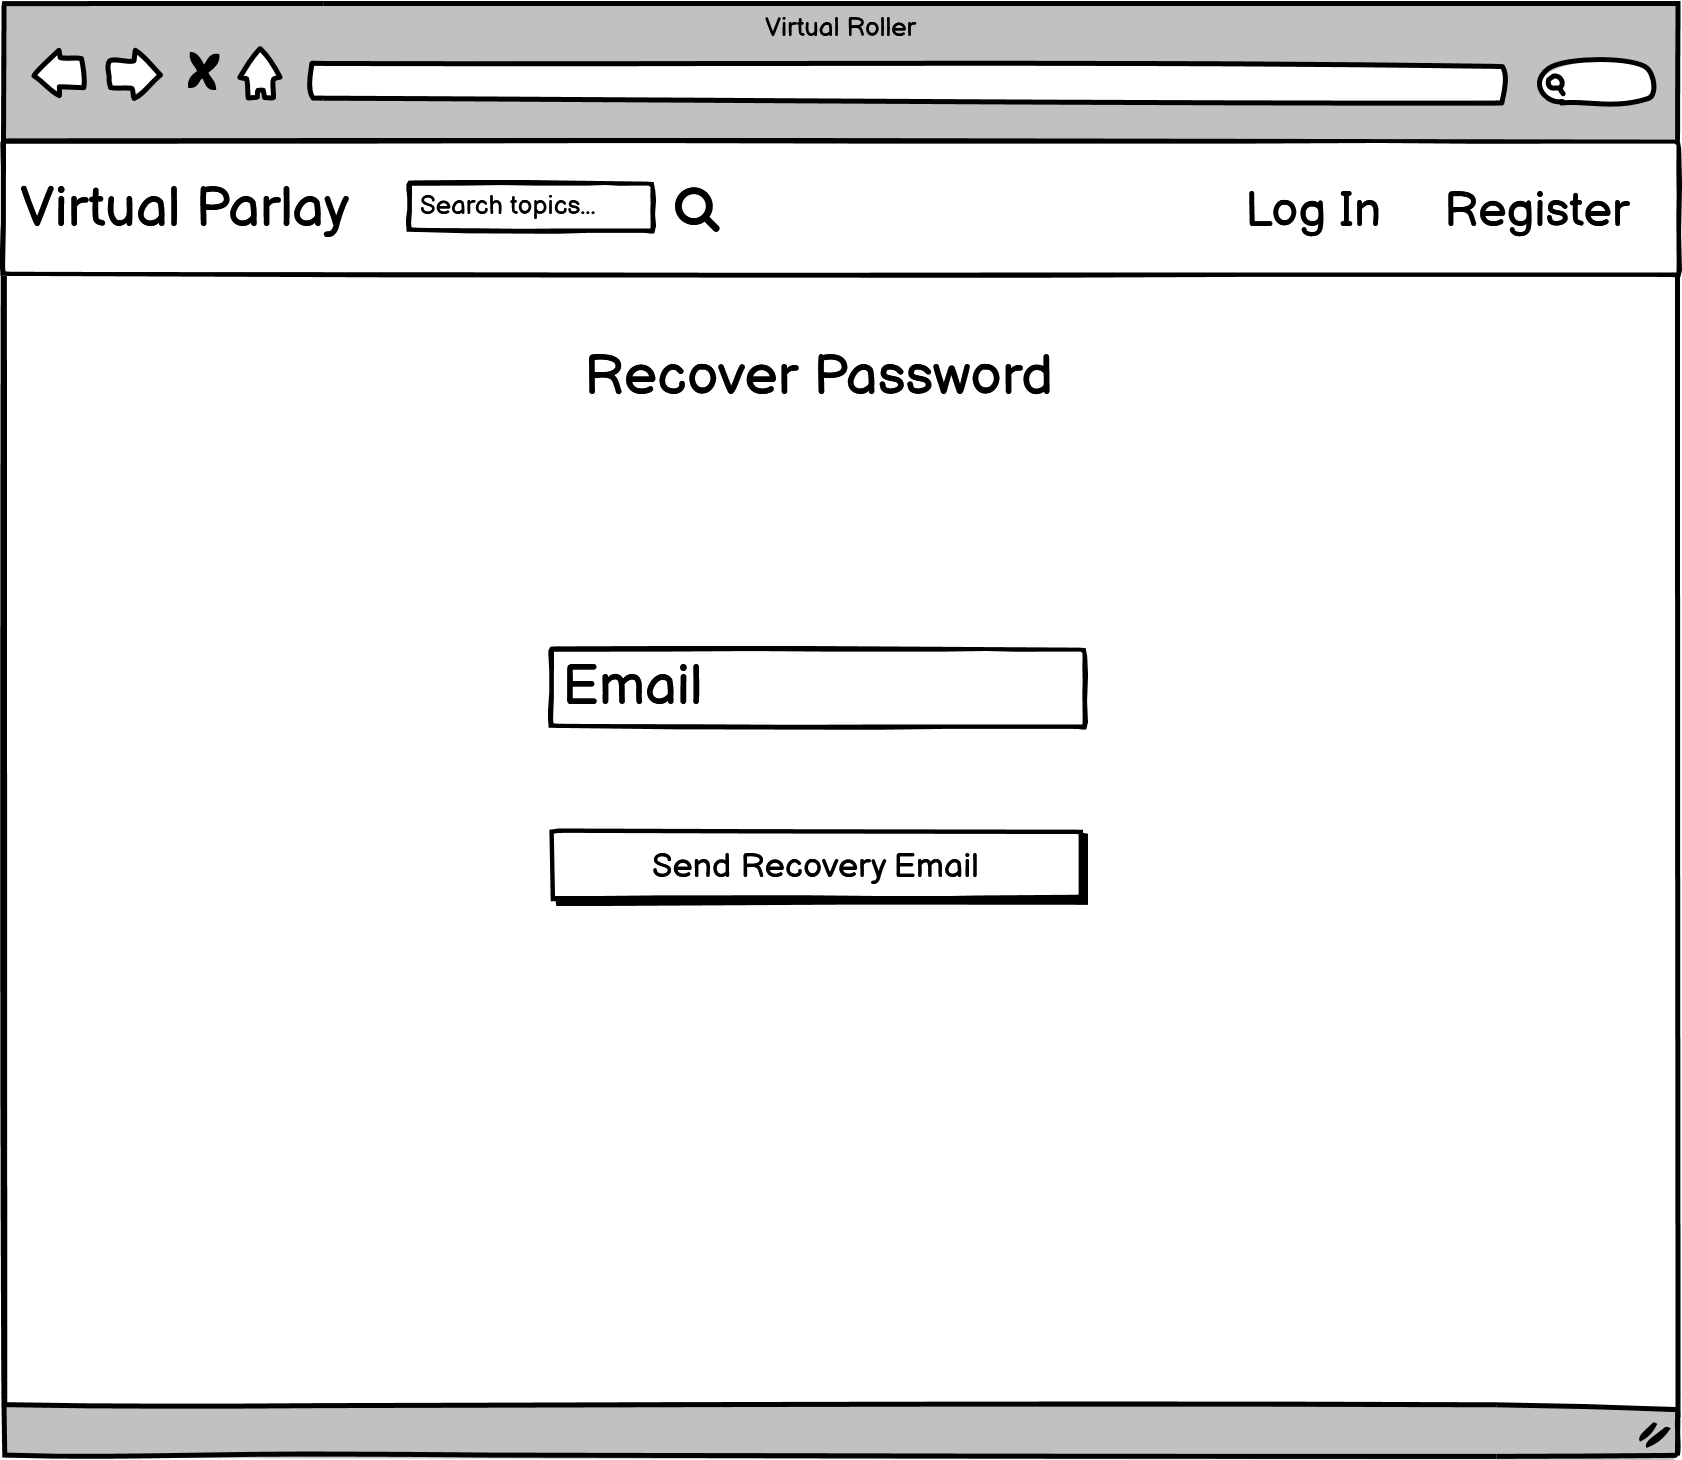 Virtual Roller
Virtual Parlay
Search topics...
Log In
Register
Recover Password
Email
Send Recovery Email